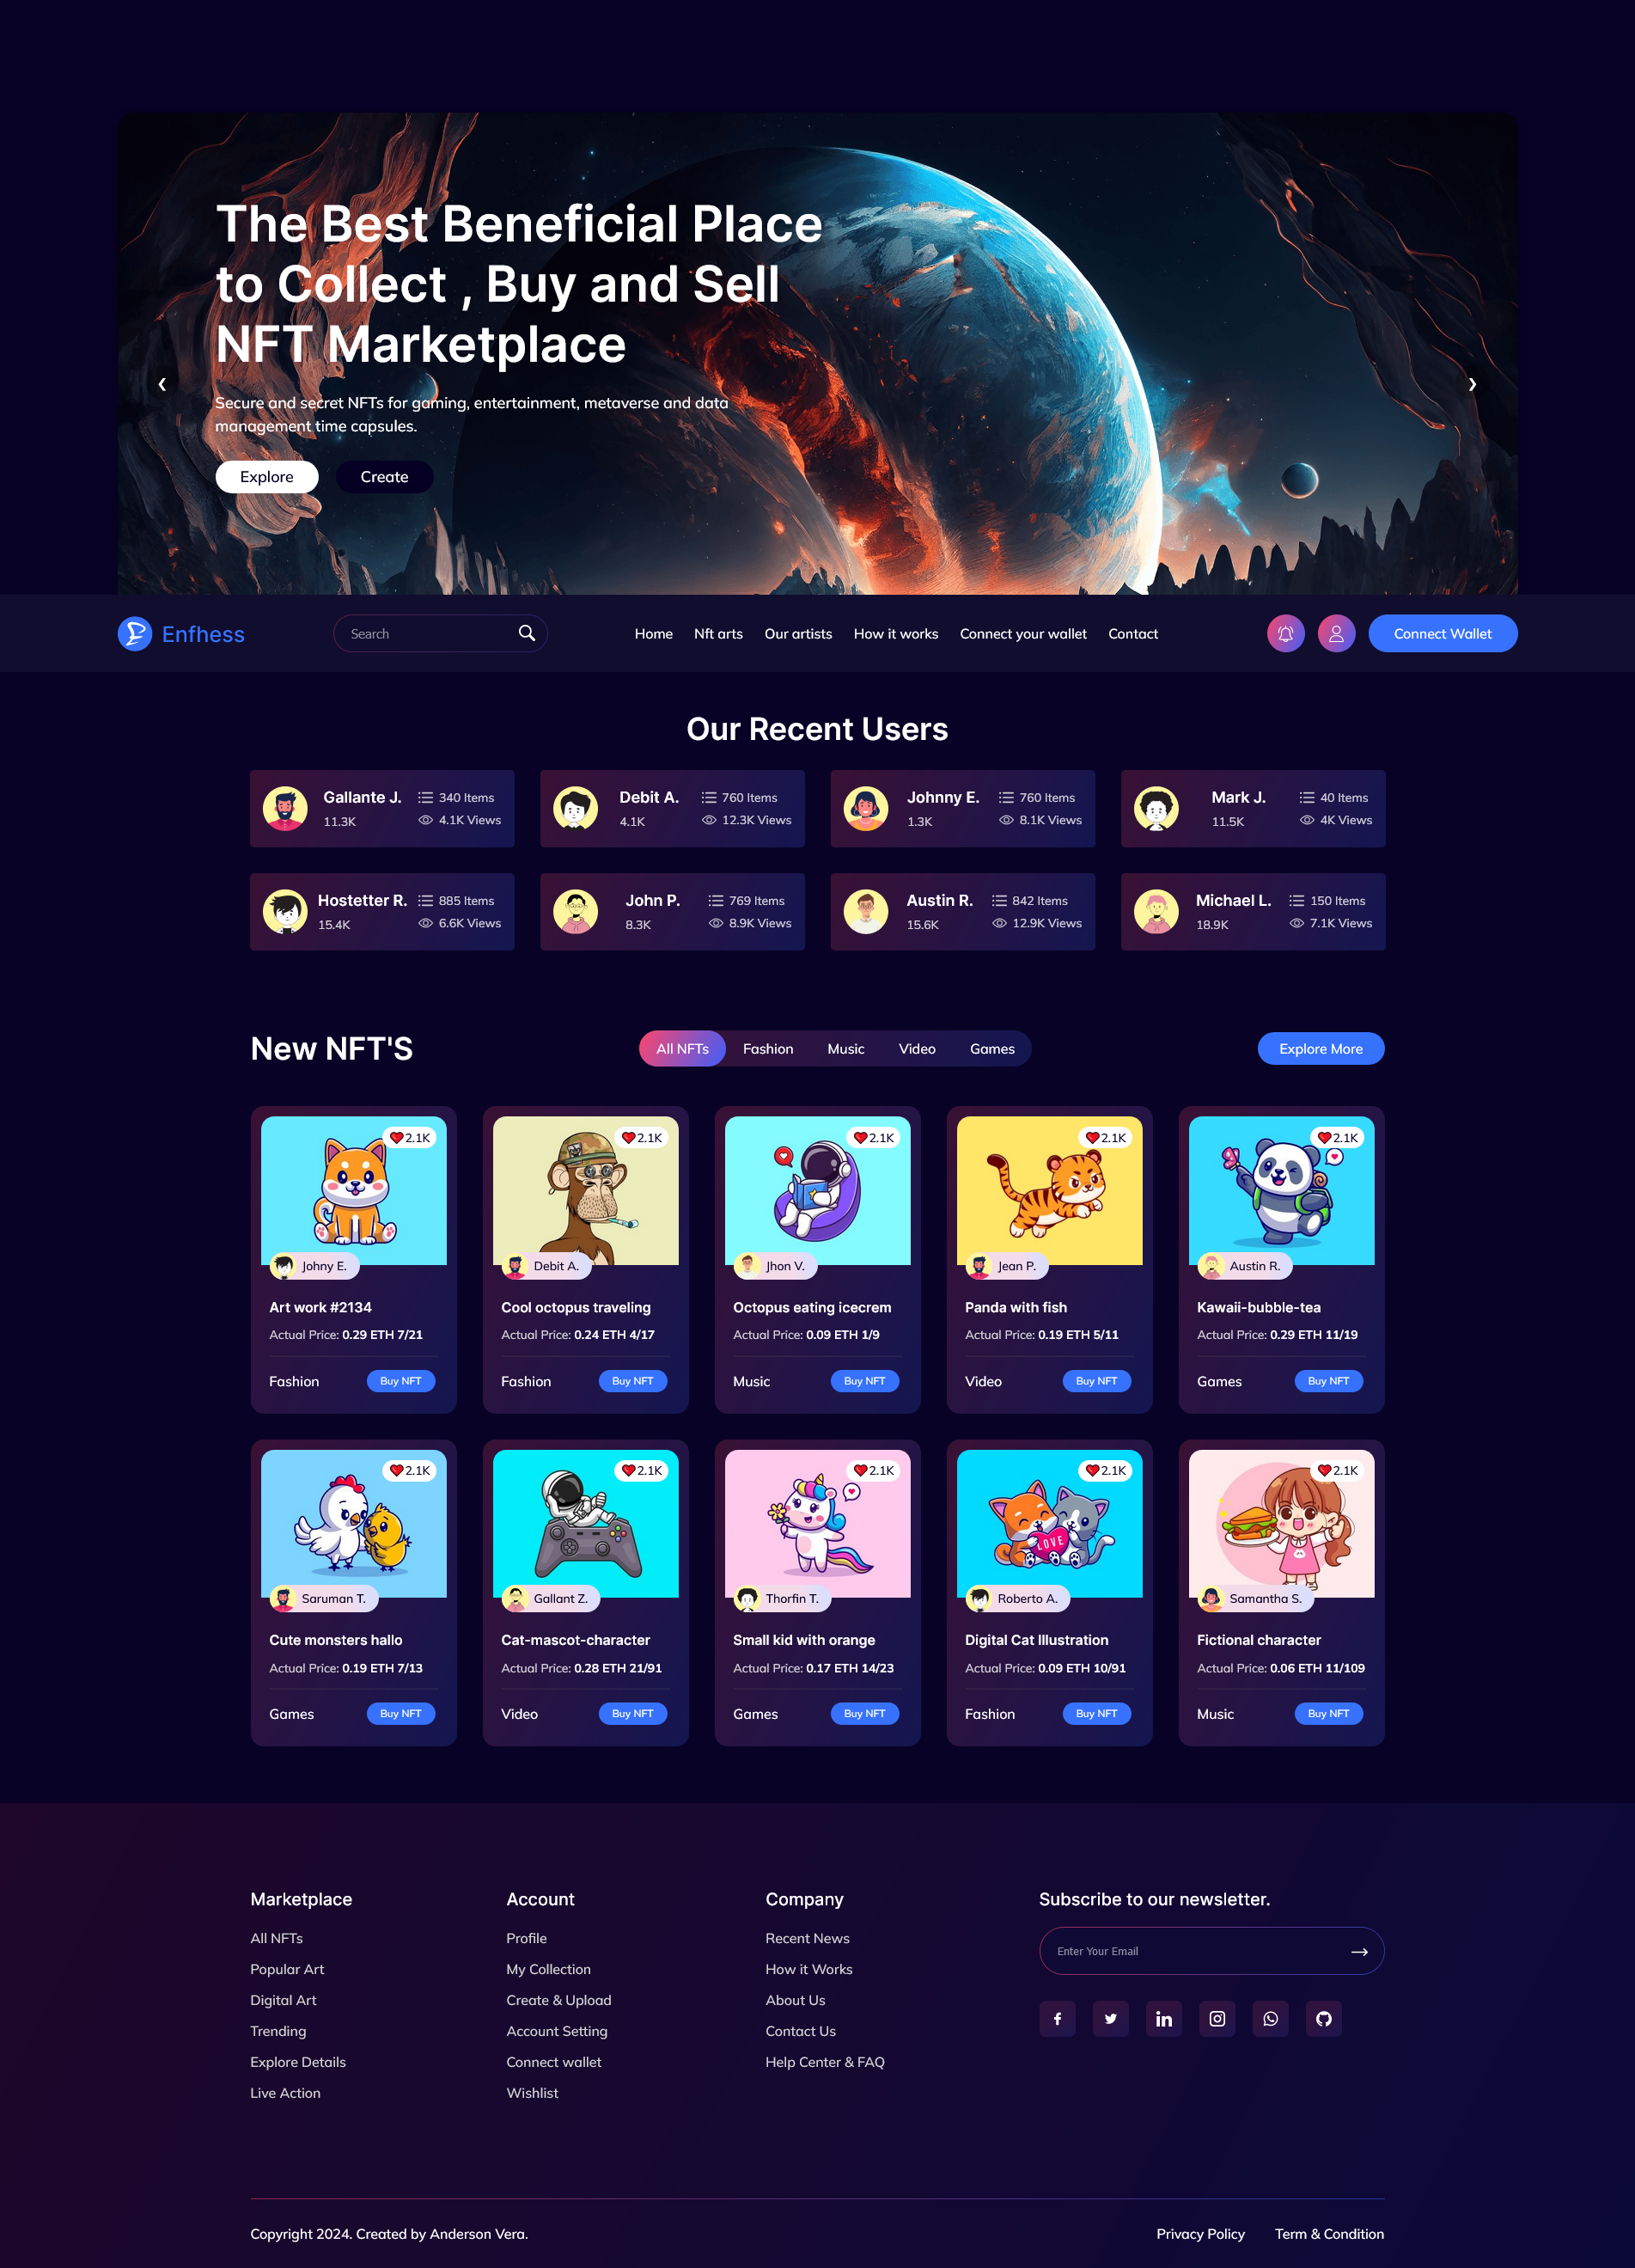 The Best Beneficial Place
to Collect , Buy and Sell
NFT Marketplace
Secure and secret NFTs for gaming, entertainment, metaverse and data
management time capsules.
Explore
Create
Enfhess
Search
Home
Nft arts
Our artists
How it works
Connect your wallet
Contact
Connect Wallet
Our Recent Users
Gallante J.
11.3K
340 Items
4.1K Views
Debit A.
4.1K
760 Items
12.3K Views
Johnny E.
1.3K
760 Items
8.1K Views
Mark J.
11.5K
40 Items
4K Views
Hostetter R.
15.4K
885 Items
6.6K Views
John P.
8.3K
769 Items
8.9K Views
Austin R.
15.6K
842 Items
12.9K Views
Michael L.
18.9K
150 Items
7.1K Views
New NFT'S
All NFTs
Fashion
Music
Video
Games
Explore More
2.1K
Johny E.
Art work #2134
Actual Price: 0.29 ETH 7/21
Fashion
Buy NFT
2.1K
Debit A.
Cool octopus traveling
Actual Price: 0.24 ETH 4/17
Fashion
Buy NFT
2.1K
Jhon V.
Octopus eating icecrem
Actual Price: 0.09 ETH 1/9
Music
Buy NFT
2.1K
Jean P.
Panda with fish
Actual Price: 0.19 ETH 5/11
Video
Buy NFT
2.1K
Austin R.
Kawaii-bubble-tea
Actual Price: 0.29 ETH 11/19
Games
Buy NFT
2.1K
Saruman T.
Cute monsters hallo
Actual Price: 0.19 ETH 7/13
Games
Buy NFT
2.1K
Gallant Z.
Cat-mascot-character
Actual Price: 0.28 ETH 21/91
Video
Buy NFT
2.1K
Thorfin T.
Small kid with orange
Actual Price: 0.17 ETH 14/23
Games
Buy NFT
2.1K
LOVE
Roberto A.
Digital Cat Illustration
Actual Price: 0.09 ETH 10/91
Fashion
Buy NFT
2.1K
Samantha S.
Fictional character
Actual Price: 0.06 ETH 11/109
Music
Buy NFT
Marketplace
All NFTs
Popular Art
Digital Art
Trending
Explore Details
Live Action
Account
Profile
My Collection
Create & Upload
Account Setting
Connect wallet
Wishlist
Company
Recent News
How it Works
About Us
Contact Us
Help Center & FAQ
Subscribe to our newsletter.
Enter Your Email
Copyright 2024. Created by Anderson Vera.
Privacy Policy
Term & Condition